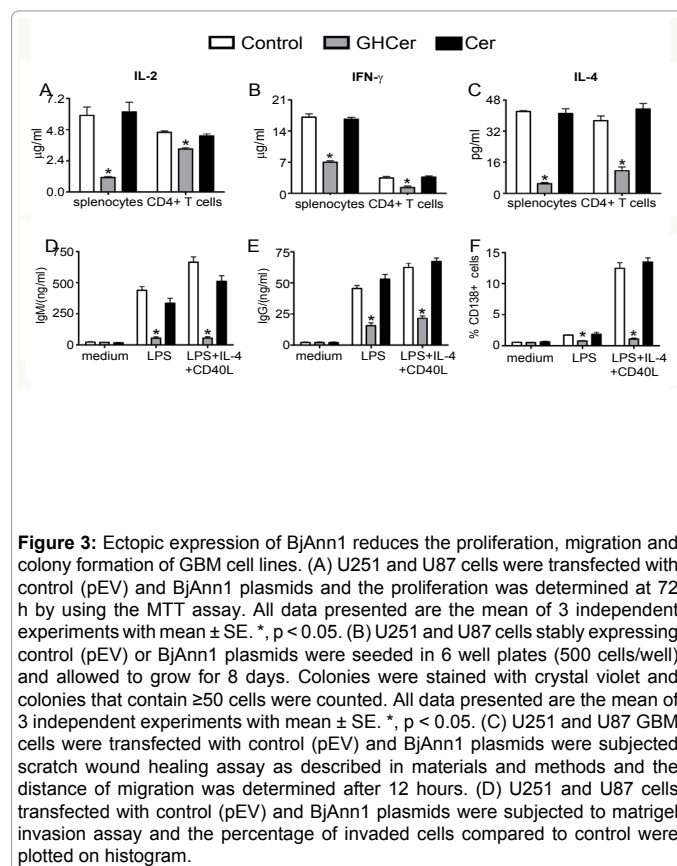 Control GHCer Cer
IL-2 IFN-γ IL-4
A B C
7.2 21 48
4.8 14 32
2.4 7 16
0.0 0 0
µg/ml µg/ml pg/ml
* * * * * *
splenocytes CD4+ T cells splenocytes CD4+ T cells splenocytes CD4+ T cells
D E F
750 75 15
500 50 10
250 25 5
0 0 0
IgM/(ng/ml) IgG/(ng/ml) % CD138+ cells
* * * * * *
medium LPS LPS+IL-4 medium LPS LPS+IL-4 medium LPS LPS+IL-4
+CD40L +CD40L +CD40L
Figure 3: Ectopic expression of BjAnn1 reduces the proliferation, migration and
colony formation of GBM cell lines. (A) U251 and U87 cells were transfected with
control (pEV) and BjAnn1 plasmids and the proliferation was determined at 72
h by using the MTT assay. All data presented are the mean of 3 independent
experiments with mean ± SE. *, p < 0.05. (B) U251 and U87 cells stably expressing
control (pEV) or BjAnn1 plasmids were seeded in 6 well plates (500 cells/well)
and allowed to grow for 8 days. Colonies were stained with crystal violet and
colonies that contain ≥50 cells were counted. All data presented are the mean of
3 independent experiments with mean ± SE. *, p < 0.05. (C) U251 and U87 GBM
cells were transfected with control (pEV) and BjAnn1 plasmids were subjected
scratch wound healing assay as described in materials and methods and the
distance of migration was determined after 12 hours. (D) U251 and U87 cells
transfected with control (pEV) and BjAnn1 plasmids were subjected to matrigel
invasion assay and the percentage of invaded cells compared to control were
plotted on histogram.